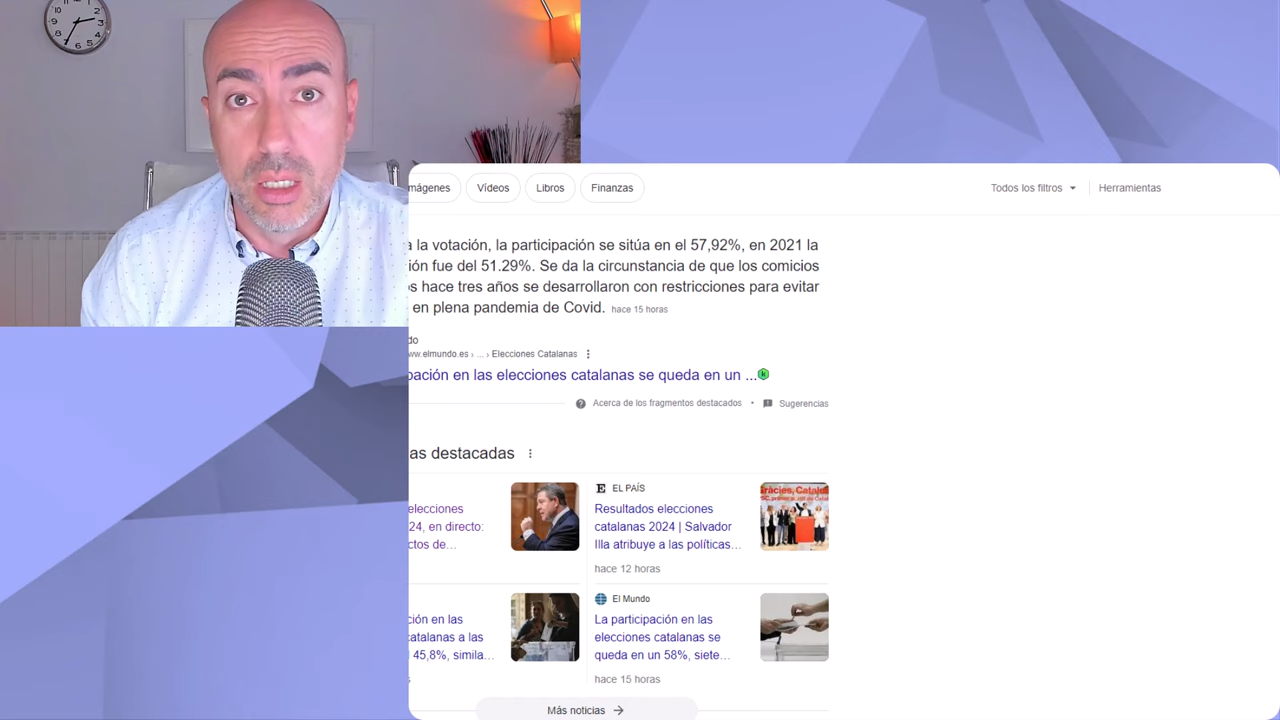 mágenes
Vídeos
Libros
Finanzas
Todos los filtros
Herramientas
a la votación, la participación se sitúa en el 57,92%, en 2021 la
ión fue del 51.29%. Se da la circunstancia de que los comicios
s hace tres años se desarrollaron con restricciones para evitar
en plena pandemia de Covid. hace 15 horas
do
ww.elmundo.es › ... › Elecciones Catalanas
pación en las elecciones catalanas se queda en un ...
Acerca de los fragmentos destacados • Sugerencias
as destacadas
elecciones
24, en directo:
ctos de...
EL PAÍS
Resultados elecciones
catalanas 2024 | Salvador
Illa atribuye a las políticas...
hace 12 horas
Gràcies, Catalu
ción en las
catalanas a las
l 45,8%, simila...
s
El Mundo
La participación en las
elecciones catalanas se
queda en un 58%, siete...
hace 15 horas
Más noticias